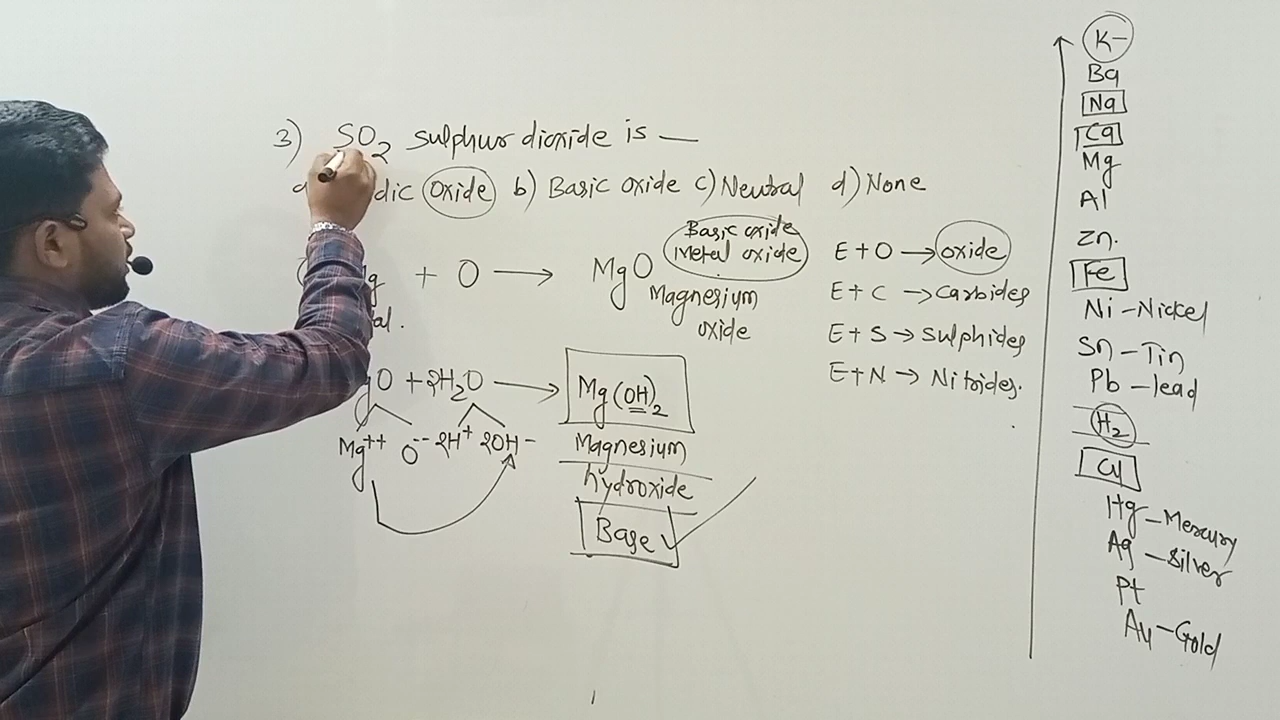 3) SO2 sulphur dioxide is —
dic oxide b) Basic oxide c) Neutral d) None
+ O → MgO
Basic oxide
Metal oxide
Magnesium
oxide
E + O → oxide
E + C → Carbides
E + S → Sulphides
E + N → Nitrides.
gO + 2H2O → Mg(OH)2
Mg++ O-- 2H+ 2OH-
Magnesium
hydroxide
Base
K
Ba
Na
Ca
Mg
Al
Zn.
Fe
Ni - Nickel
Sn - Tin
Pb - lead
H2
Cu
Hg - Mercury
Ag - Silver
Pt
Au - Gold